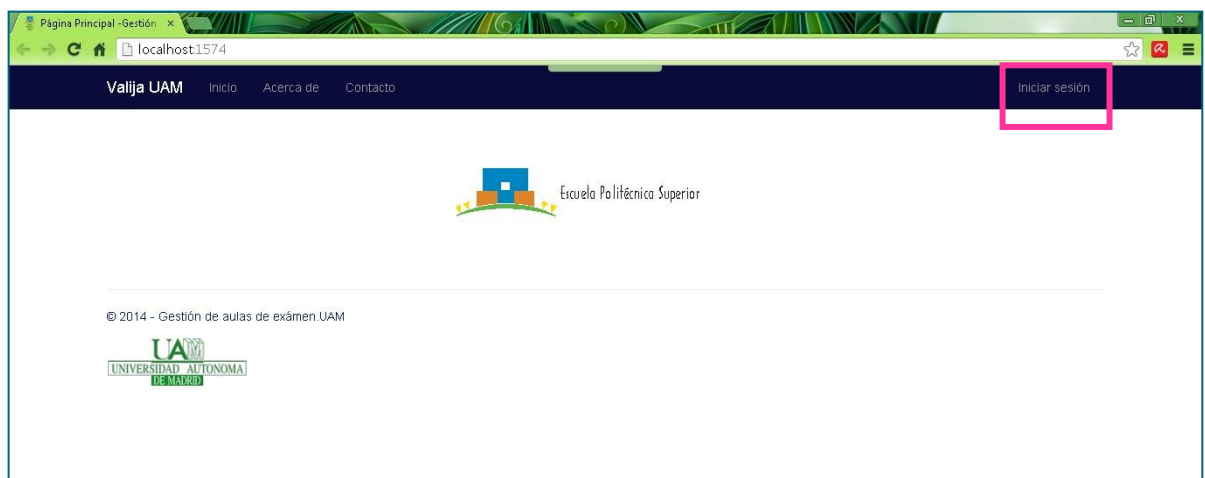 Página Principal -Gestión
localhost:1574
Valija UAM Inicio Acerca de Contacto Iniciar sesión
Escuela Politécnica Superior
© 2014 - Gestión de aulas de exámen.UAM
UAM
UNIVERSIDAD AUTONOMA
DE MADRID